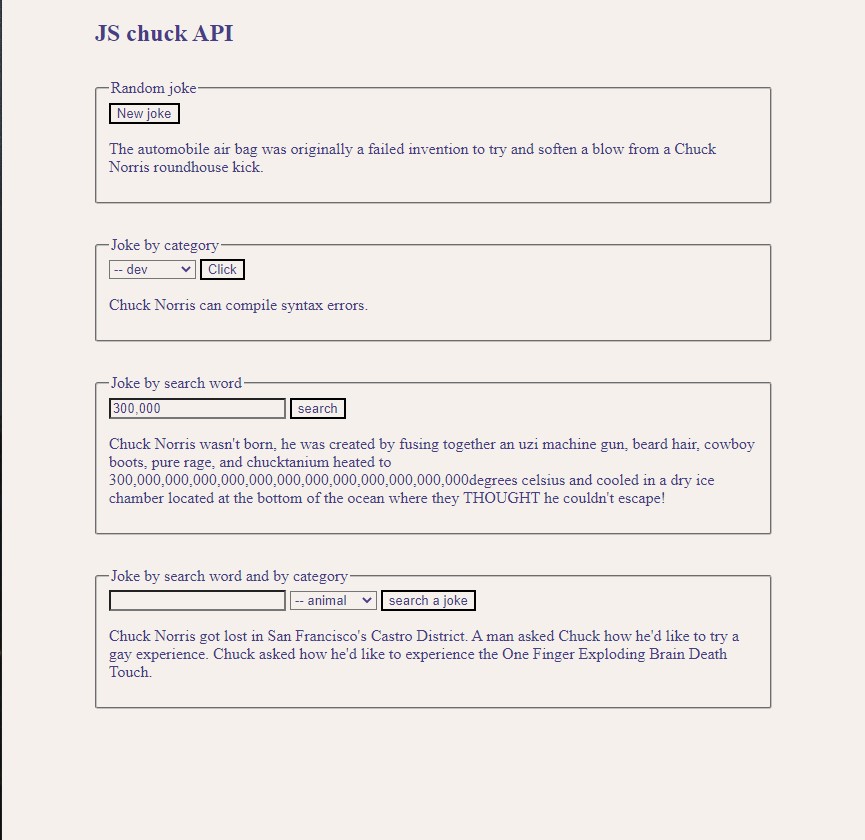 JS chuck API
Random joke
New joke
The automobile air bag was originally a failed invention to try and soften a blow from a Chuck
Norris roundhouse kick.
Joke by category
-- dev
Click
Chuck Norris can compile syntax errors.
Joke by search word
300,000
search
Chuck Norris wasn't born, he was created by fusing together an uzi machine gun, beard hair, cowboy
boots, pure rage, and chucktanium heated to
300,000,000,000,000,000,000,000,000,000,000,000,000degrees celsius and cooled in a dry ice
chamber located at the bottom of the ocean where they THOUGHT he couldn't escape!
Joke by search word and by category
-- animal
search a joke
Chuck Norris got lost in San Francisco's Castro District. A man asked Chuck how he'd like to try a
gay experience. Chuck asked how he'd like to experience the One Finger Exploding Brain Death
Touch.